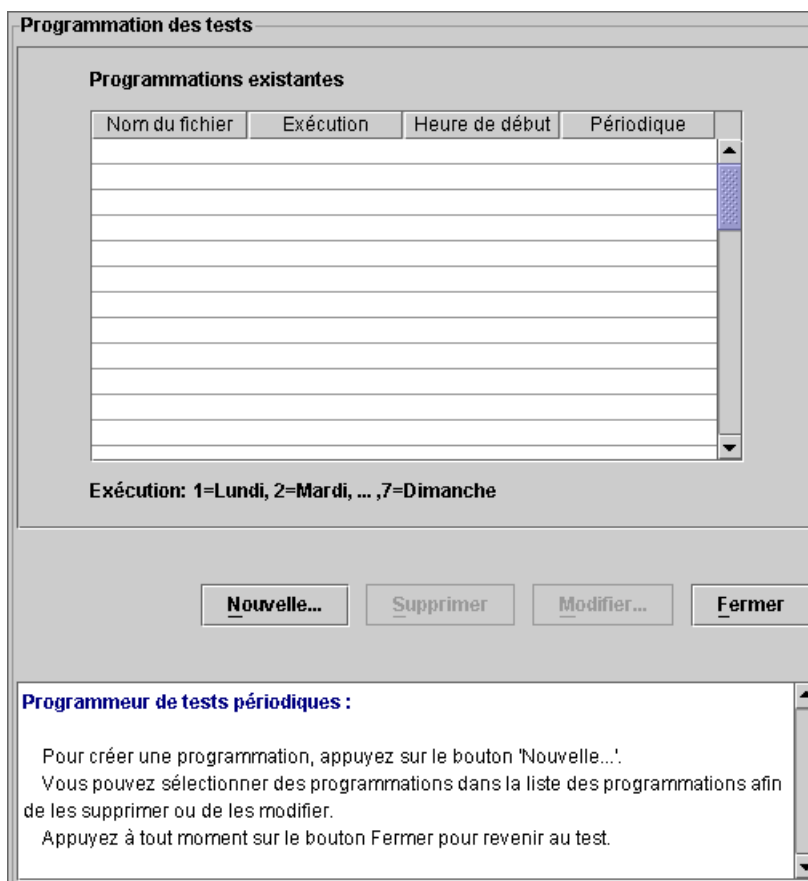 Programmation des tests
Programmations existantes
Nom du fichier Exécution Heure de début Périodique
Exécution: 1=Lundi, 2=Mardi, ... ,7=Dimanche
Nouvelle... Supprimer Modifier... Fermer
Programmeur de tests périodiques :
Pour créer une programmation, appuyez sur le bouton 'Nouvelle...'.
Vous pouvez sélectionner des programmations dans la liste des programmations afin
de les supprimer ou de les modifier.
Appuyez à tout moment sur le bouton Fermer pour revenir au test.